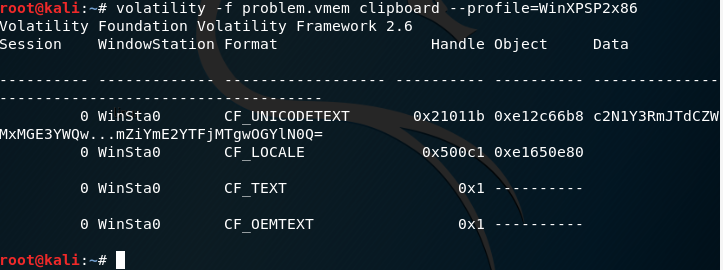 root@kali:~# volatility -f problem.vmem clipboard --profile=WinXPSP2x86
Volatility Foundation Volatility Framework 2.6
Session    WindowStation Format                 Handle Object     Data
---------- ------------- ------------------ ---------- ---------- --------------------------------------------------
         0 WinSta0       CF_UNICODETEXT       0x21011b 0xe12c66b8 c2N1Y3RmJTdCZW
MxMGE3YWQw...mZiYmE2YTFjMTgwOGYlN0Q=
         0 WinSta0       CF_LOCALE             0x500c1 0xe1650e80
         0 WinSta0       CF_TEXT                   0x1 ----------
         0 WinSta0       CF_OEMTEXT                0x1 ----------
root@kali:~#